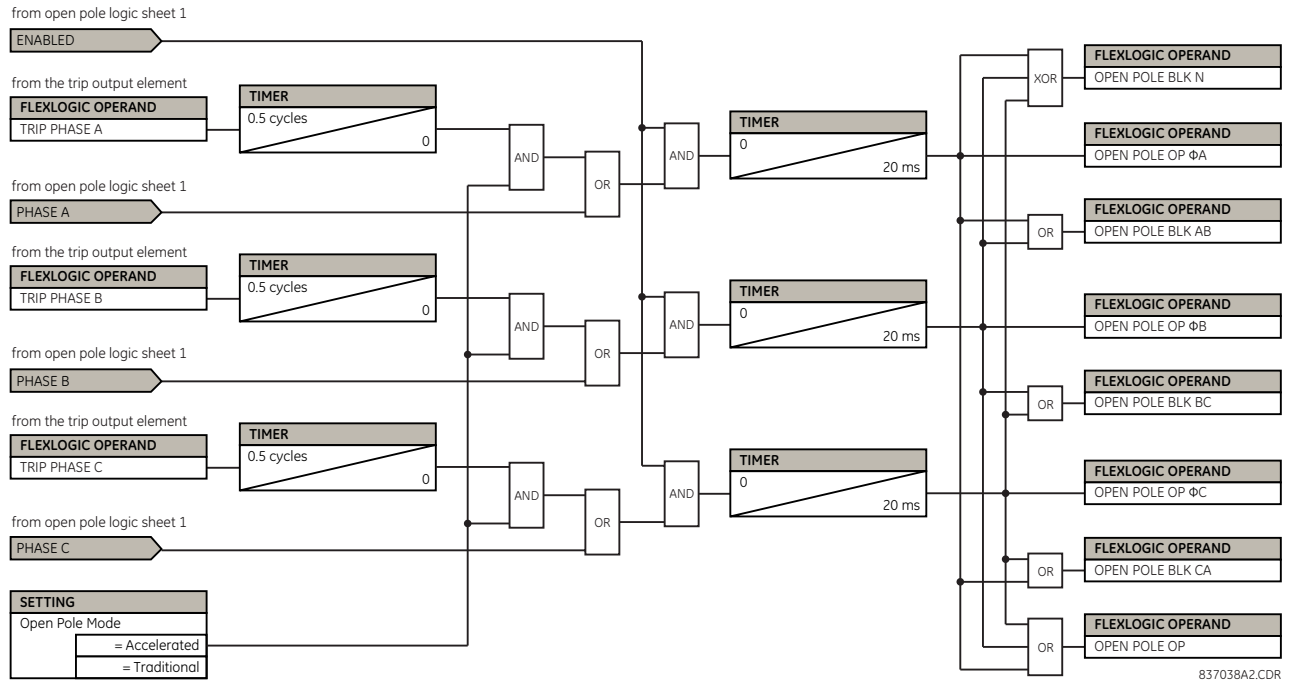 from open pole logic sheet 1
ENABLED
from the trip output element
FLEXLOGIC OPERAND
TRIP PHASE A
TIMER
0.5 cycles
0
AND
from open pole logic sheet 1
PHASE A
OR
AND
TIMER
0
20 ms
from the trip output element
FLEXLOGIC OPERAND
TRIP PHASE B
TIMER
0.5 cycles
0
AND
from open pole logic sheet 1
PHASE B
OR
AND
TIMER
0
20 ms
from the trip output element
FLEXLOGIC OPERAND
TRIP PHASE C
TIMER
0.5 cycles
0
AND
from open pole logic sheet 1
PHASE C
OR
AND
TIMER
0
20 ms
SETTING
Open Pole Mode
= Accelerated
= Traditional
XOR
FLEXLOGIC OPERAND
OPEN POLE BLK N
FLEXLOGIC OPERAND
OPEN POLE OP ΦA
OR
FLEXLOGIC OPERAND
OPEN POLE BLK AB
FLEXLOGIC OPERAND
OPEN POLE OP ΦB
OR
FLEXLOGIC OPERAND
OPEN POLE BLK BC
FLEXLOGIC OPERAND
OPEN POLE OP ΦC
OR
FLEXLOGIC OPERAND
OPEN POLE BLK CA
OR
FLEXLOGIC OPERAND
OPEN POLE OP
837038A2.CDR